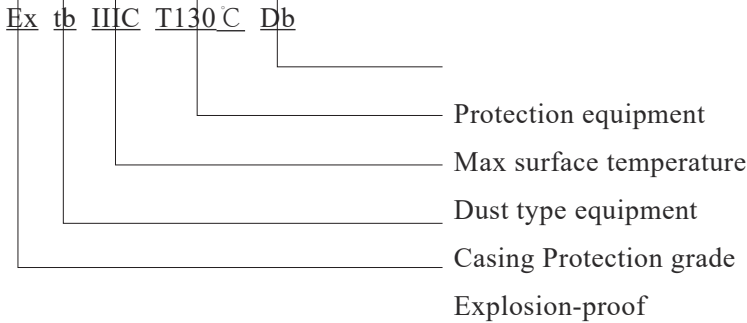 Ex tb IIIC T130℃ Db
Protection equipment
Max surface temperature
Dust type equipment
Casing Protection grade
Explosion-proof